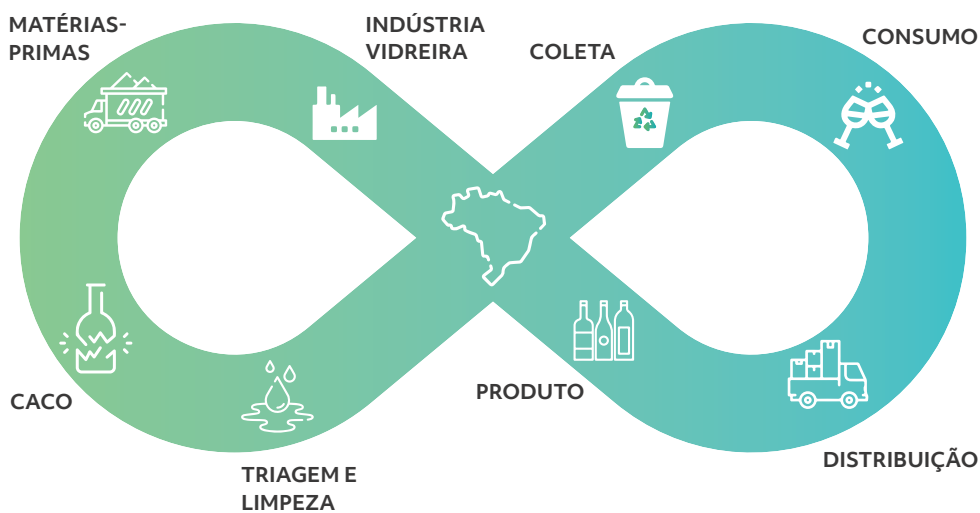 MATÉRIAS-
PRIMAS
INDÚSTRIA
VIDREIRA
COLETA
CONSUMO
CACO
TRIAGEM E
LIMPEZA
PRODUTO
DISTRIBUIÇÃO